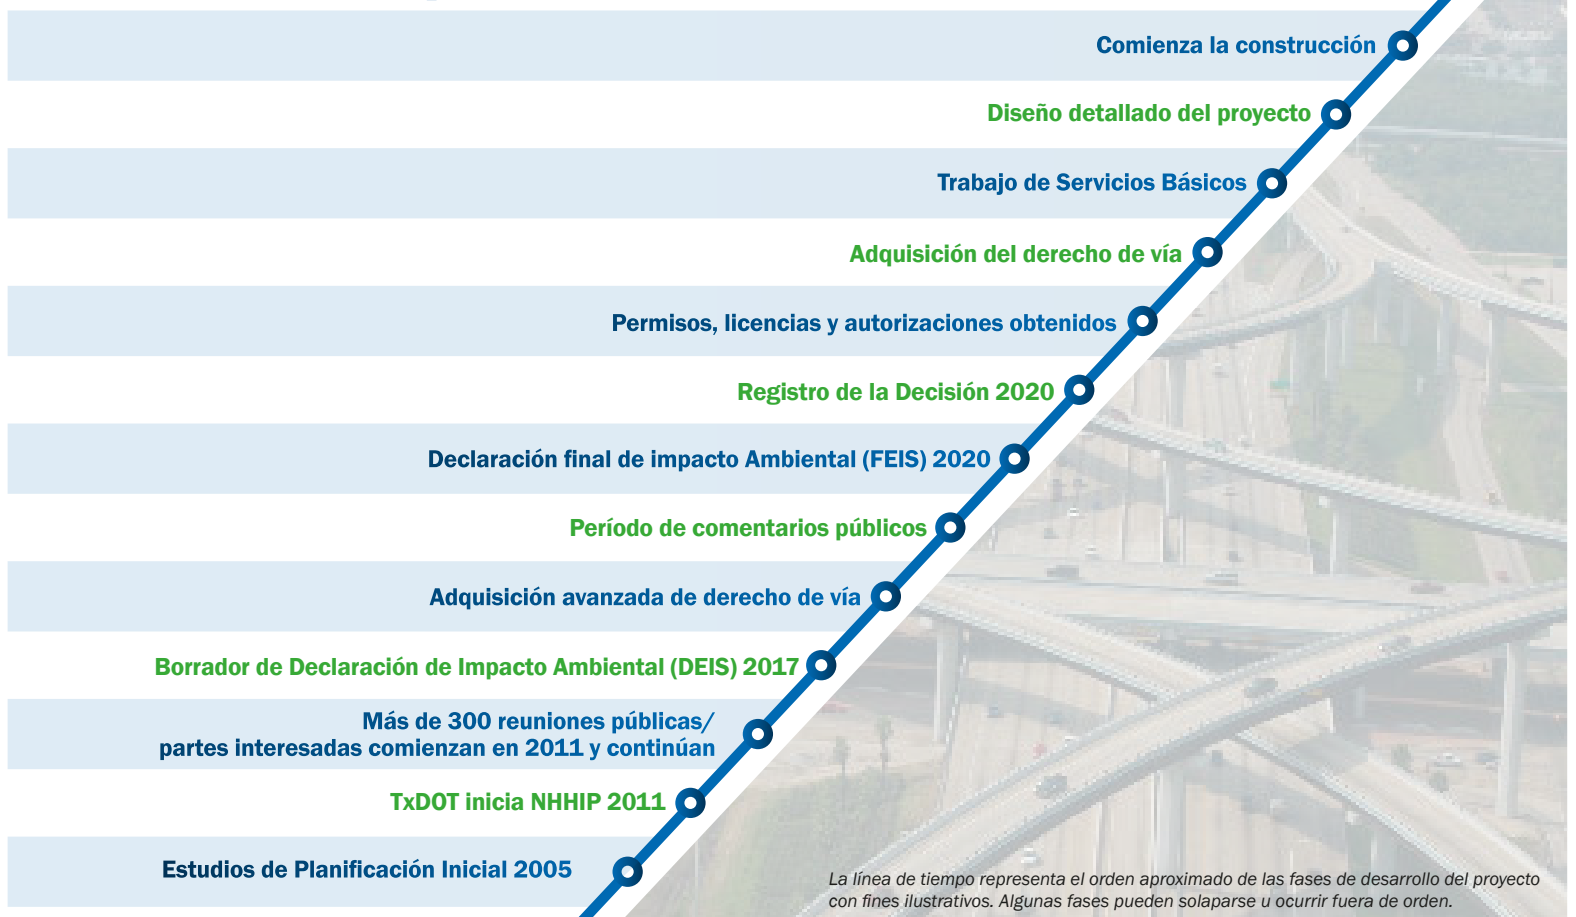 Comienza la construcción
Diseño detallado del proyecto
Trabajo de Servicios Básicos
Adquisición del derecho de vía
Permisos, licencias y autorizaciones obtenidos
Registro de la Decisión 2020
Declaración final de impacto Ambiental (FEIS) 2020
Período de comentarios públicos
Adquisición avanzada de derecho de vía
Borrador de Declaración de Impacto Ambiental (DEIS) 2017
Más de 300 reuniones públicas/
partes interesadas comienzan en 2011 y continúan
TxDOT inicia NHHIP 2011
Estudios de Planificación Inicial 2005
La línea de tiempo representa el orden aproximado de las fases de desarrollo del proyecto
con fines ilustrativos. Algunas fases pueden solaparse u ocurrir fuera de orden.